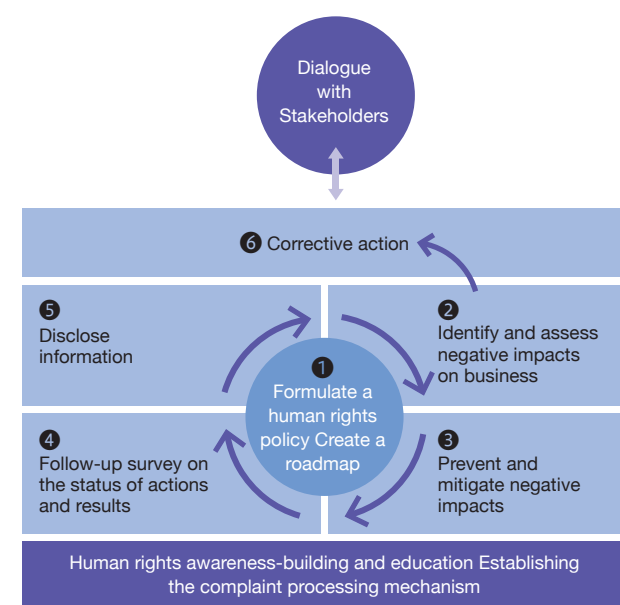 Dialogue
with
Stakeholders
❻ Corrective action
❺
Disclose
information
❷
Identify and assess
negative impacts
on business
❶
Formulate a
human rights
policy Create a
roadmap
❹
Follow-up survey on
the status of actions
and results
❸
Prevent and
mitigate negative
impacts
Human rights awareness-building and education Establishing
the complaint processing mechanism